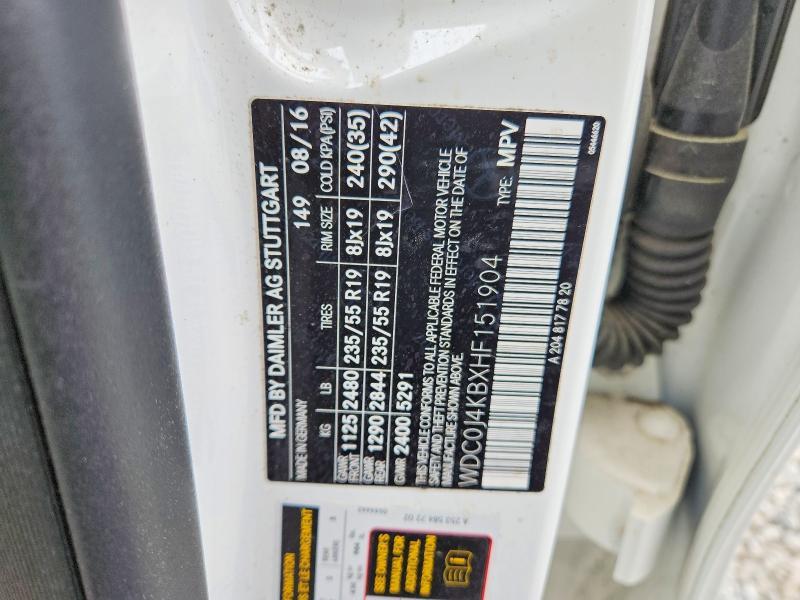 MFD BY DAIMLER AG STUTTGART
MADE IN GERMANY 149 08/16
KG LB TIRES RIM SIZE COLD KPA(PSI)
GAWR FRONT 1125 2480 235/55 R19 8Jx19 240(35)
GAWR REAR 1290 2844 235/55 R19 8Jx19 290(42)
GVWR 2400 5291
THIS VEHICLE CONFORMS TO ALL APPLICABLE FEDERAL MOTOR VEHICLE
SAFETY AND THEFT PREVENTION STANDARDS IN EFFECT ON THE DATE OF
MANUFACTURE SHOWN ABOVE.
WDC0J4KBXHF151904 TYPE: MPV
A 204 817 78 20
05444420
SEE OWNER'S
MANUAL FOR
ADDITIONAL
INFORMATION